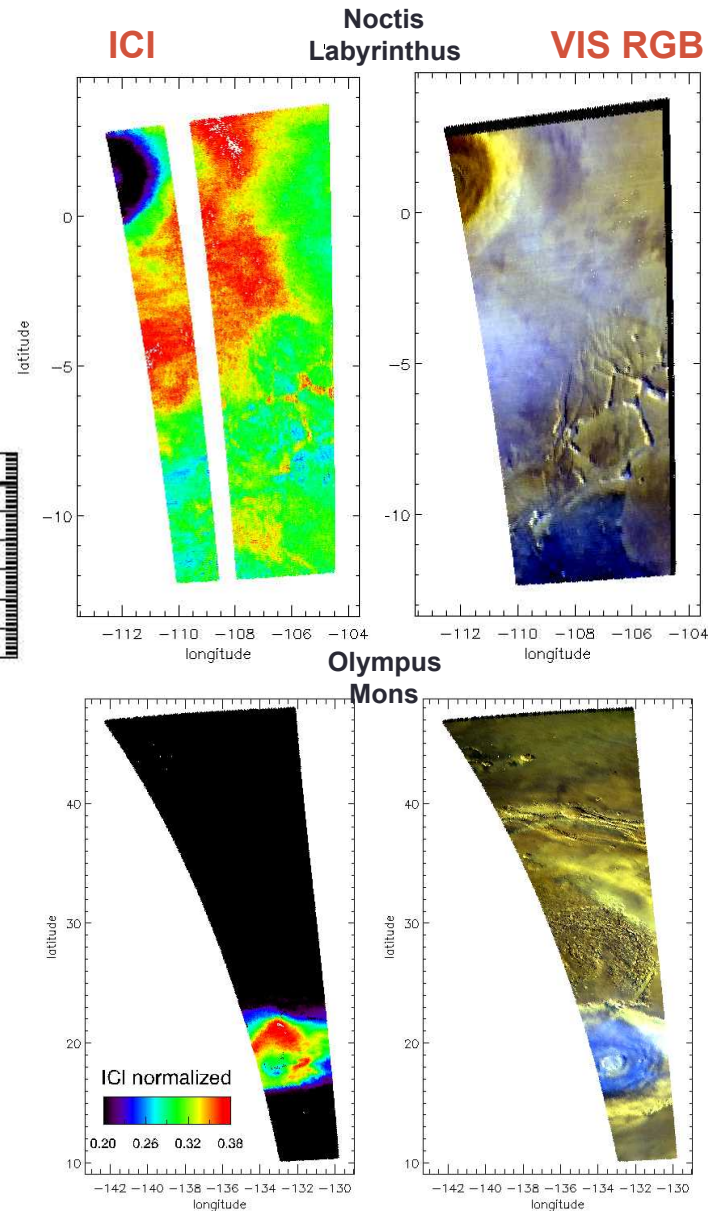 Noctis
ICI Labyrinthus VIS RGB
0
0
latitude
−5
−5
−10
-10
−112 −110 −108 −106 −104
−112 −110 −108 −106 −104
longitude
longitude
Olympus
Mons
40
40
30
30
latitude
latitude
20
20
ICI normalized
0.20 0.26 0.32 0.38
10
10
−142 −140 −138 −136 −134 −132 −130
−142 −140 −138 −136 −134 −132 −130
longitude
longitude